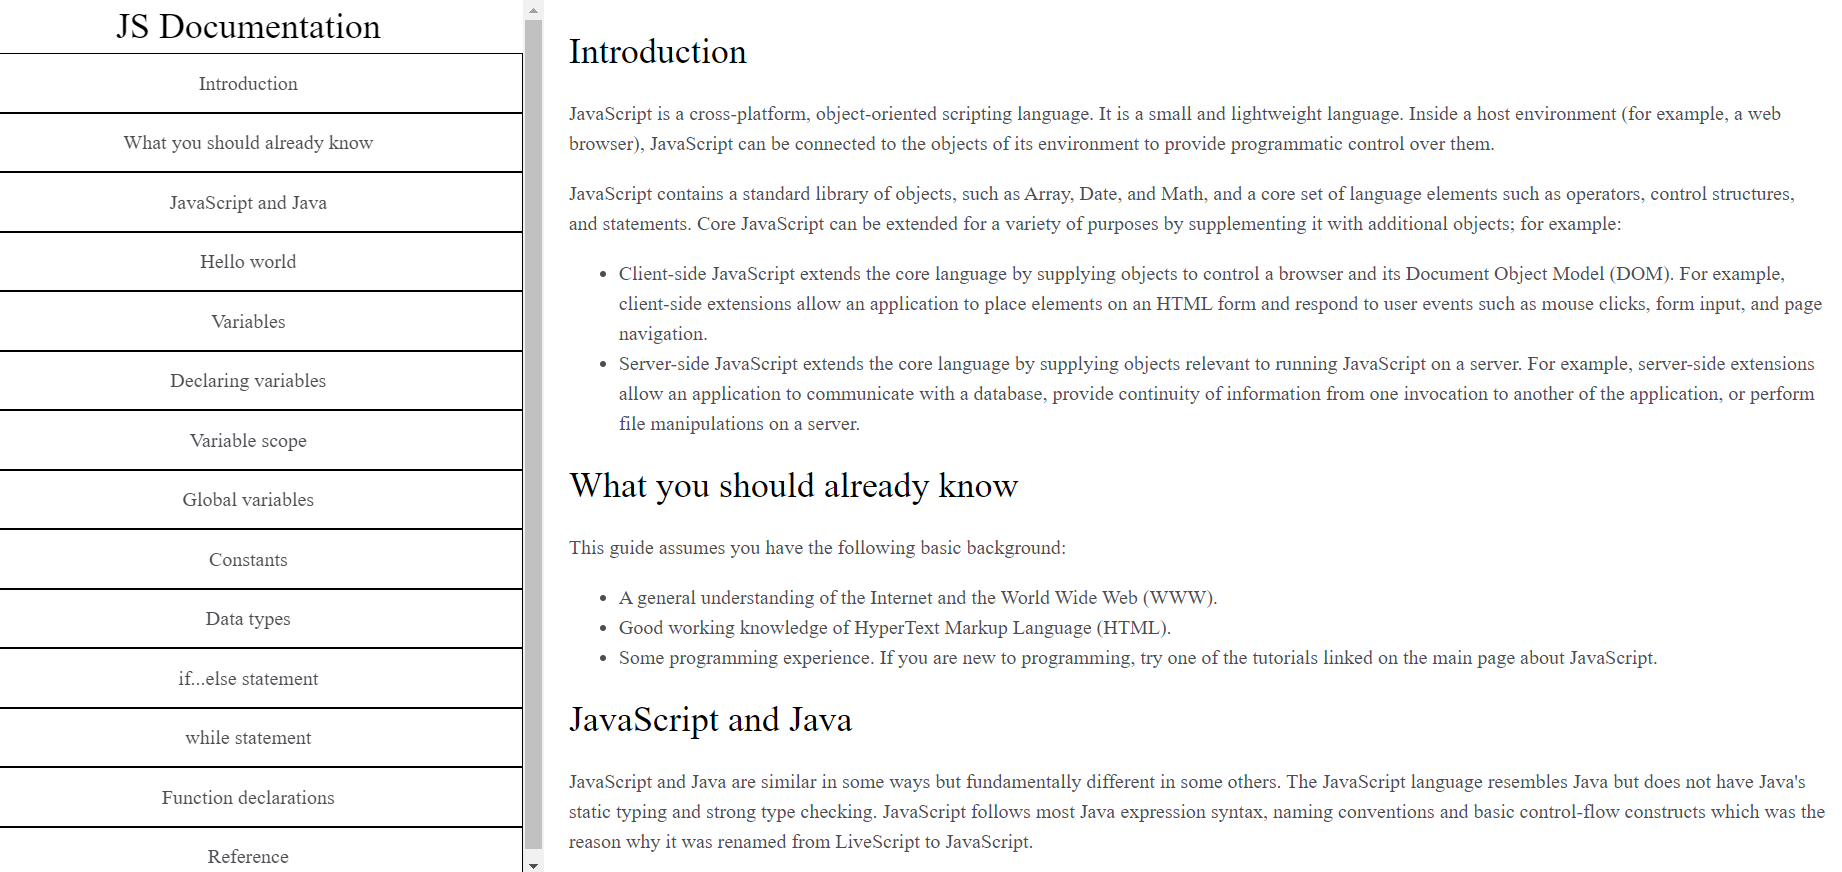 JS Documentation
Introduction
What you should already know
JavaScript and Java
Hello world
Variables
Declaring variables
Variable scope
Global variables
Constants
Data types
if...else statement
while statement
Function declarations
Reference
Introduction
JavaScript is a cross-platform, object-oriented scripting language. It is a small and lightweight language. Inside a host environment (for example, a web
browser), JavaScript can be connected to the objects of its environment to provide programmatic control over them.
JavaScript contains a standard library of objects, such as Array, Date, and Math, and a core set of language elements such as operators, control structures,
and statements. Core JavaScript can be extended for a variety of purposes by supplementing it with additional objects; for example:
• Client-side JavaScript extends the core language by supplying objects to control a browser and its Document Object Model (DOM). For example,
client-side extensions allow an application to place elements on an HTML form and respond to user events such as mouse clicks, form input, and page
navigation.
• Server-side JavaScript extends the core language by supplying objects relevant to running JavaScript on a server. For example, server-side extensions
allow an application to communicate with a database, provide continuity of information from one invocation to another of the application, or perform
file manipulations on a server.
What you should already know
This guide assumes you have the following basic background:
• A general understanding of the Internet and the World Wide Web (WWW).
• Good working knowledge of HyperText Markup Language (HTML).
• Some programming experience. If you are new to programming, try one of the tutorials linked on the main page about JavaScript.
JavaScript and Java
JavaScript and Java are similar in some ways but fundamentally different in some others. The JavaScript language resembles Java but does not have Java's
static typing and strong type checking. JavaScript follows most Java expression syntax, naming conventions and basic control-flow constructs which was the
reason why it was renamed from LiveScript to JavaScript.